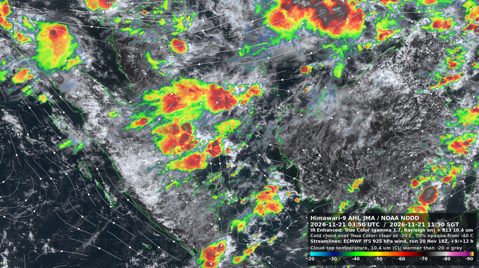 Himawari-9 AHI, JMA / NOAA NODD
2026-11-21 03:50 UTC / 2026-11-21 11:50 SGT
IR Enhanced: True Color (gamma 1.7, Rayleigh on) + B13 10.4 um
Cold cloud over True Color: clear at -20 C, 70% opaque from -40 C
Streamlines: ECMWF IFS 925 hPa wind, run 20 Nov 18Z, +9/+12 h
Cloud-top temperature, 10.4 um (C); warmer than -20 = grey
-20 -30 -40 -50 -60 -70 -80 -90